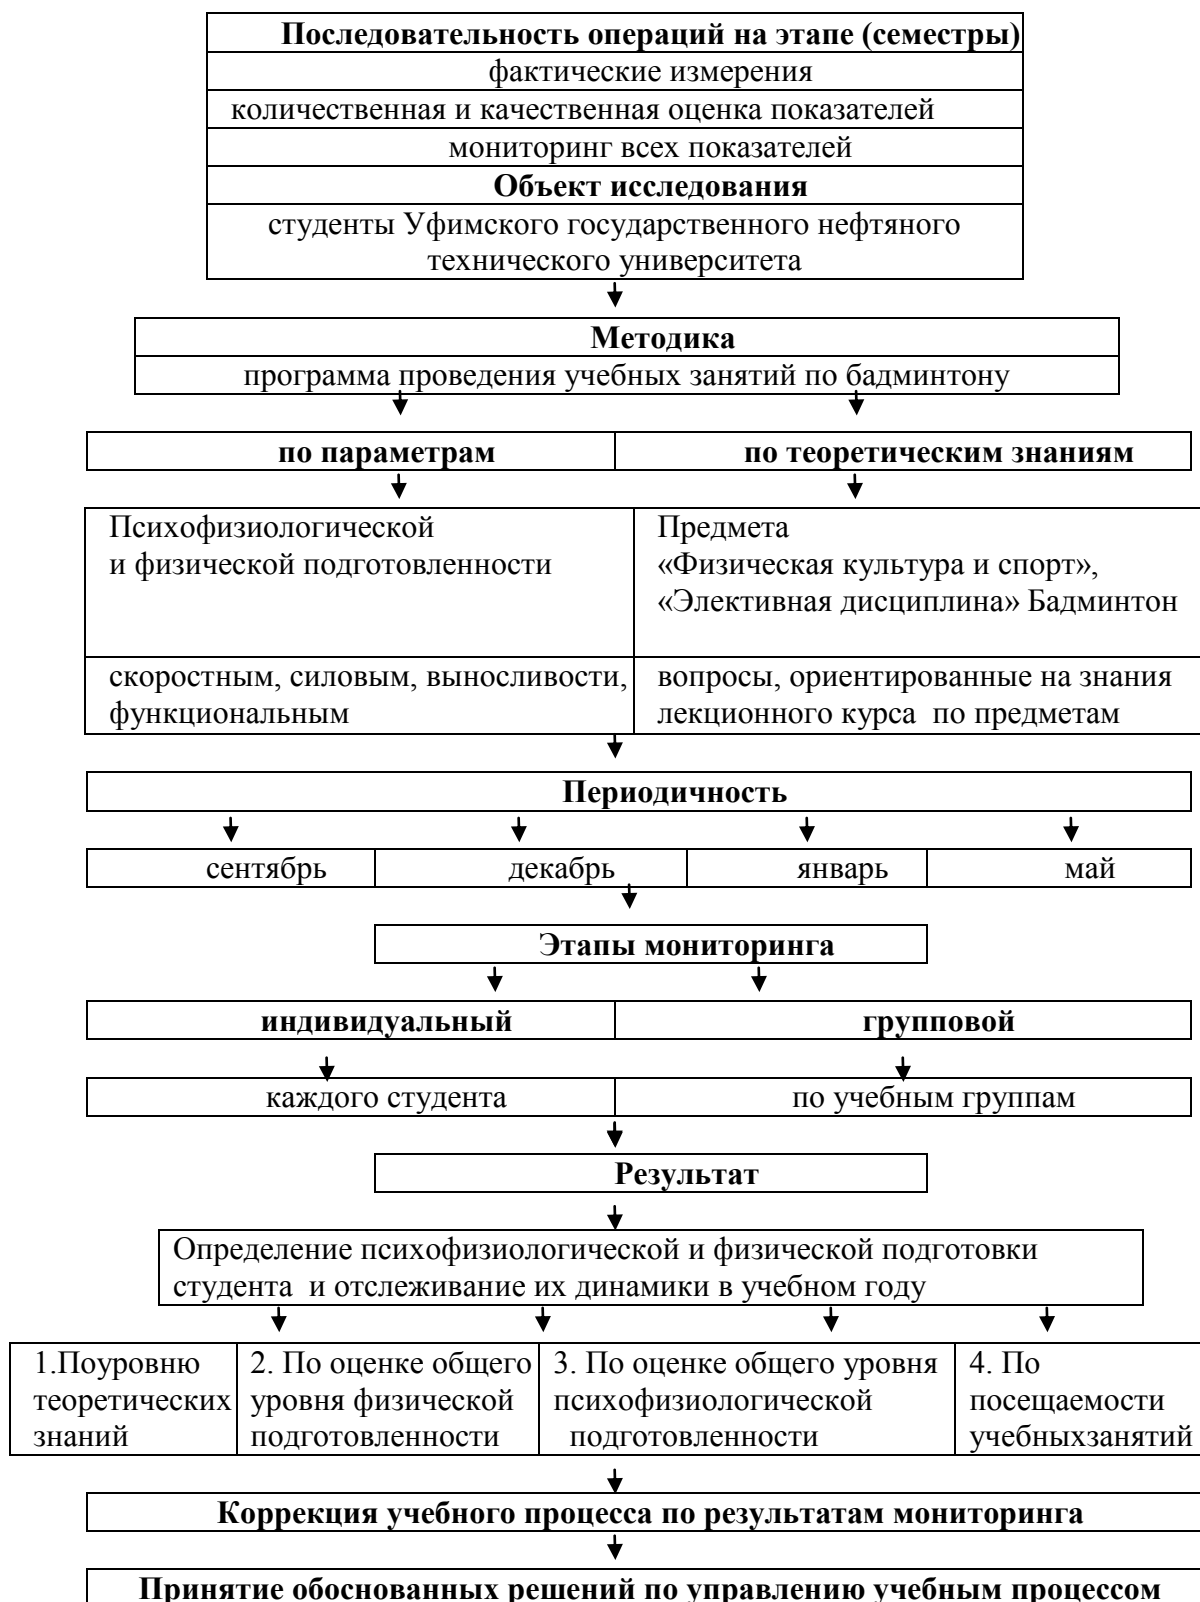 Последовательность операций на этапе (семестры)
фактические измерения
количественная и качественная оценка показателей
мониторинг всех показателей
Объект исследования
студенты Уфимского государственного нефтяного
технического университета
Методика
программа проведения учебных занятий по бадминтону
по параметрам
по теоретическим знаниям
Психофизиологической
и физической подготовленности
Предмета
«Физическая культура и спорт»,
«Элективная дисциплина» Бадминтон
скоростным, силовым, выносливости,
функциональным
вопросы, ориентированные на знания
лекционного курса по предметам
Периодичность
сентябрь
декабрь
январь
май
Этапы мониторинга
индивидуальный
групповой
каждого студента
по учебным группам
Результат
Определение психофизиологической и физической подготовки
студента и отслеживание их динамики в учебном году
1.Поуровню
теоретических
знаний
2. По оценке общего
уровня физической
подготовленности
3. По оценке общего уровня
психофизиологической
подготовленности
4. По
посещаемости
учебныхзанятий
Коррекция учебного процесса по результатам мониторинга
Принятие обоснованных решений по управлению учебным процессом